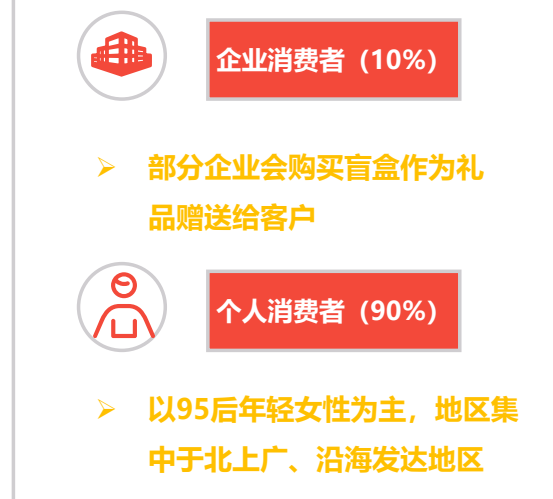 企业消费者（10%）
➢ 部分企业会购买盲盒作为礼
品赠送给客户
个人消费者（90%）
➢ 以95后年轻女性为主，地区集
中于北上广、沿海发达地区